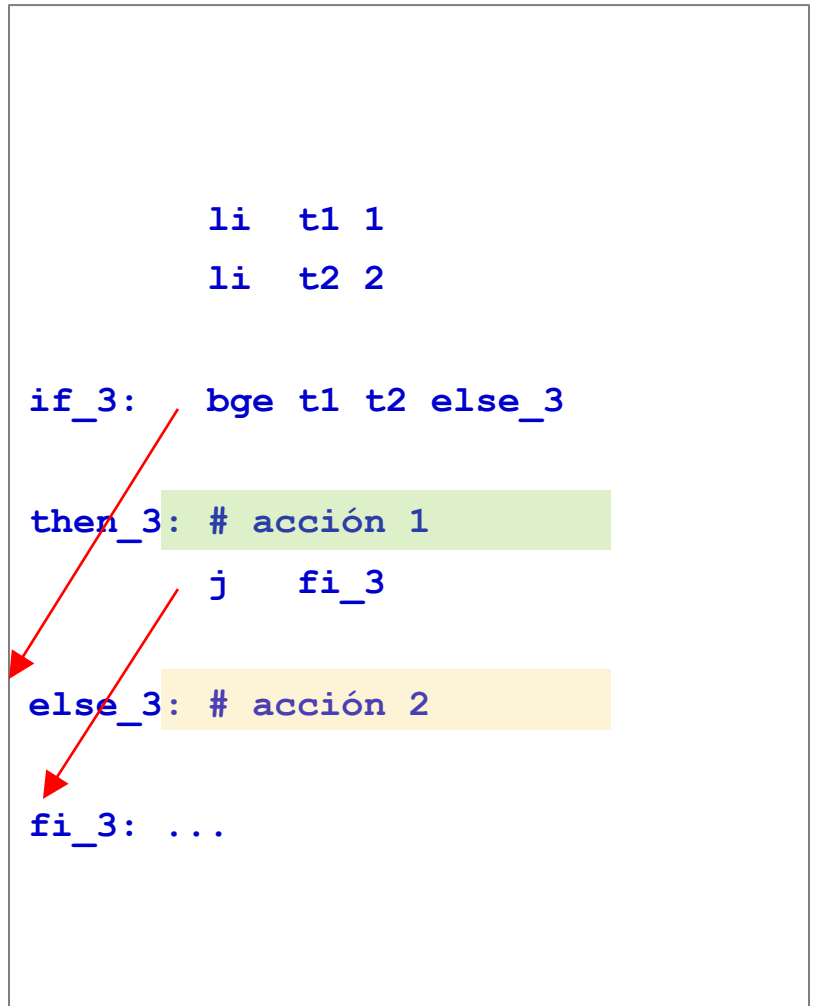 li t1 1
li t2 2
if_3: bge t1 t2 else_3
then_3: # acción 1
j fi_3
else_3: # acción 2
fi_3: ...